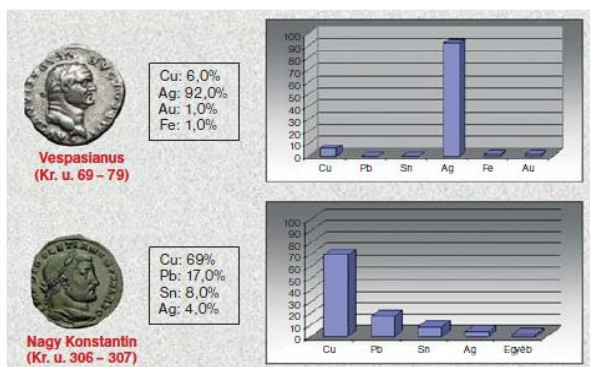 Cu: 6,0%
Ag: 92,0%
Au: 1,0%
Fe: 1,0%
Vespasianus
(Kr. u. 69 – 79)
100
90
80
70
60
50
40
30
20
10
0
Cu Pb Sn Ag Fe Au
Cu: 69%
Pb: 17,0%
Sn: 8,0%
Ag: 4,0%
Nagy Konstantin
(Kr. u. 306 – 307)
100
90
80
70
60
50
40
30
20
10
0
Cu Pb Sn Ag Egyéb